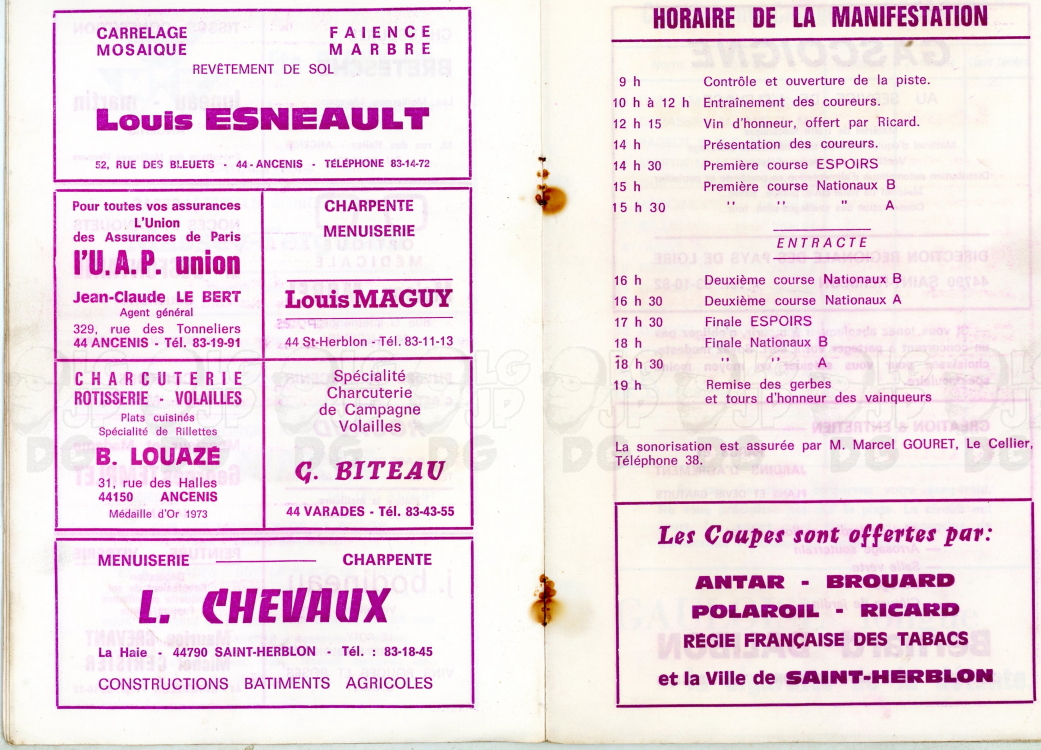 CARRELAGE FAIENCE
MOSAIQUE MARBRE
REVÊTEMENT DE SOL
Louis ESNEAULT
52, RUE DES BLEUETS - 44 - ANCENIS - TÉLÉPHONE 83-14-72
Pour toutes vos assurances
L'Union
des Assurances de Paris
l'U.A.P. union
Jean-Claude LE BERT
Agent général
329, rue des Tonneliers
44 ANCENIS - Tél. 83-19-91
CHARPENTE
MENUISERIE
Louis MAGUY
44 St-Herblon - Tél. 83-11-13
CHARCUTERIE
ROTISSERIE - VOLAILLES
Plats cuisinés
Spécialité de Rillettes
B. LOUAZÉ
31, rue des Halles
44150 ANCENIS
Médaille d'Or 1973
Spécialité
Charcuterie
de Campagne
Volailles
G. BITEAU
44 VARADES - Tél. 83-43-55
MENUISERIE CHARPENTE
L. CHEVAUX
La Haie - 44790 SAINT-HERBLON - Tél. : 83-18-45
CONSTRUCTIONS BATIMENTS AGRICOLES
HORAIRE DE LA MANIFESTATION
9 h Contrôle et ouverture de la piste.
10 h à 12 h Entraînement des coureurs.
12 h 15 Vin d'honneur, offert par Ricard.
14 h Présentation des coureurs.
14 h 30 Première course ESPOIRS
15 h Première course Nationaux B
15 h 30 '' '' '' A
ENTRACTE
16 h Deuxième course Nationaux B
16 h 30 Deuxième course Nationaux A
17 h 30 Finale ESPOIRS
18 h Finale Nationaux B
18 h 30 '' '' A
19 h Remise des gerbes
et tours d'honneur des vainqueurs
La sonorisation est assurée par M. Marcel GOURET, Le Cellier,
Téléphone 38.
Les Coupes sont offertes par:
ANTAR - BROUARD
POLAROIL - RICARD
RÉGIE FRANÇAISE DES TABACS
et la Ville de SAINT-HERBLON